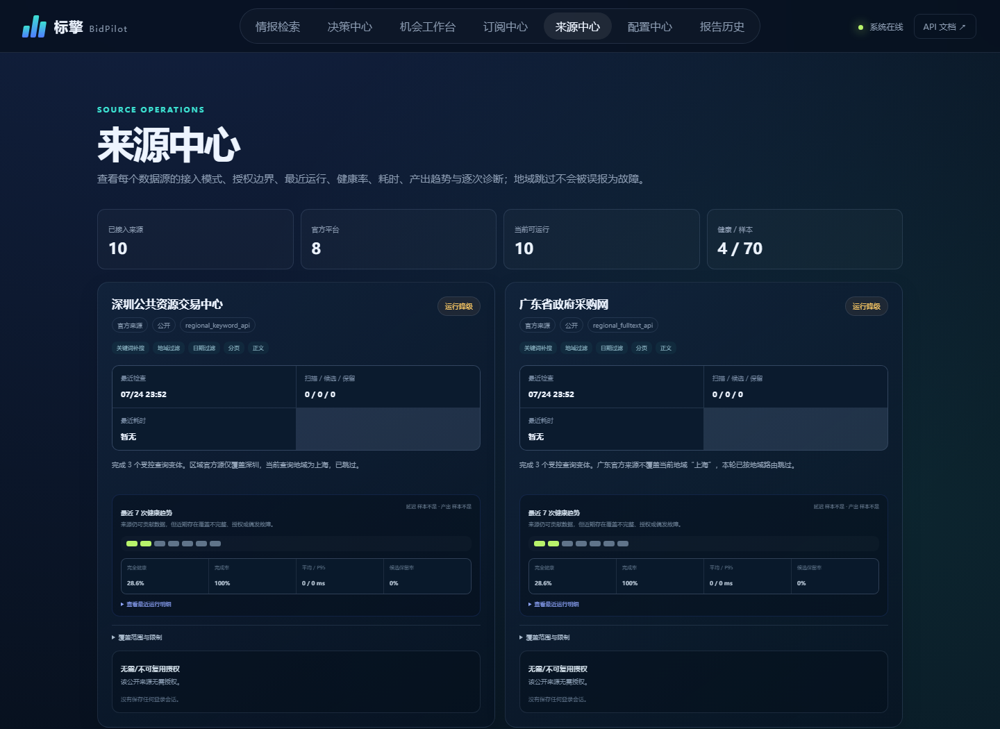 标擎 BidPilot
情报检索 决策中心 机会工作台 订阅中心 来源中心 配置中心 报告历史
系统在线 API 文档 ↗
SOURCE OPERATIONS
来源中心
查看每个数据源的接入模式、授权边界、最近运行、健康率、耗时、产出趋势与逐次诊断；地域跳过不会被误报为故障。
已接入来源
10
官方平台
8
当前可运行
10
健康 / 样本
4 / 70
深圳公共资源交易中心
运行降级
官方来源 公开 regional_keyword_api
关键词补搜 地域过滤 日期过滤 分页 正文
最近检查
07/24 23:52
扫描 / 候选 / 保留
0 / 0 / 0
最近耗时
暂无
完成 3 个受控查询变体。区域官方源仅覆盖深圳，当前查询地域为上海，已跳过。
最近 7 次健康趋势
延迟 样本不足 · 产出 样本不足
来源仍可贡献数据，但近期存在覆盖不完整、授权或偶发故障。
完全健康
28.6%
完成率
100%
平均 / P95
0 / 0 ms
候选保留率
0%
▸ 查看最近运行明细
▸ 覆盖范围与限制
无需/不可复用授权
该公开来源无需授权。
没有保存任何登录会话。
广东省政府采购网
运行降级
官方来源 公开 regional_fulltext_api
关键词补搜 地域过滤 日期过滤 分页 正文
最近检查
07/24 23:52
扫描 / 候选 / 保留
0 / 0 / 0
最近耗时
暂无
完成 3 个受控查询变体。广东官方来源不覆盖当前地域“上海”，本轮已按地域路由跳过。
最近 7 次健康趋势
延迟 样本不足 · 产出 样本不足
来源仍可贡献数据，但近期存在覆盖不完整、授权或偶发故障。
完全健康
28.6%
完成率
100%
平均 / P95
0 / 0 ms
候选保留率
0%
▸ 查看最近运行明细
▸ 覆盖范围与限制
无需/不可复用授权
该公开来源无需授权。
没有保存任何登录会话。